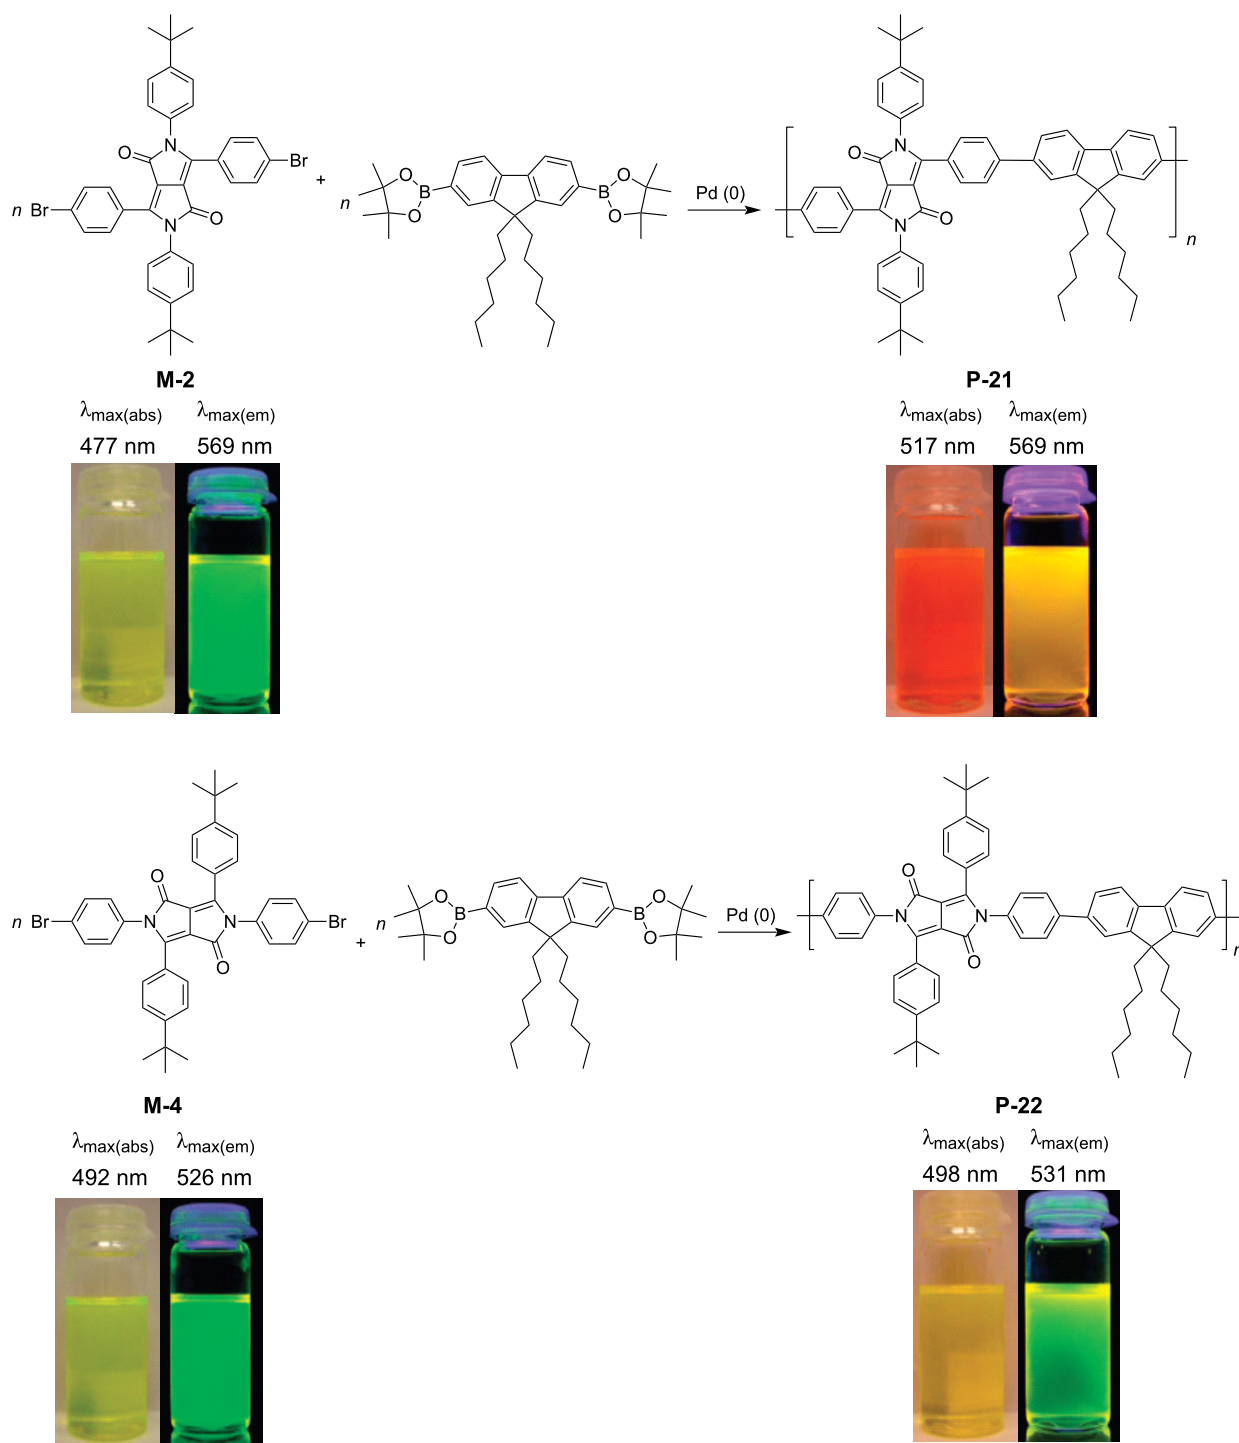 O
N
Br
n Br
N
O
+
n
O
B
O
O
B
O
Pd (0)
O
N
N
O
n
M-2
P-21
λmax(abs) λmax(em)
477 nm 569 nm
λmax(abs) λmax(em)
517 nm 569 nm
O
n Br
N
N
Br
O
+
n
O
B
O
O
B
O
Pd (0)
O
N
N
O
n
M-4
P-22
λmax(abs) λmax(em)
492 nm 526 nm
λmax(abs) λmax(em)
498 nm 531 nm